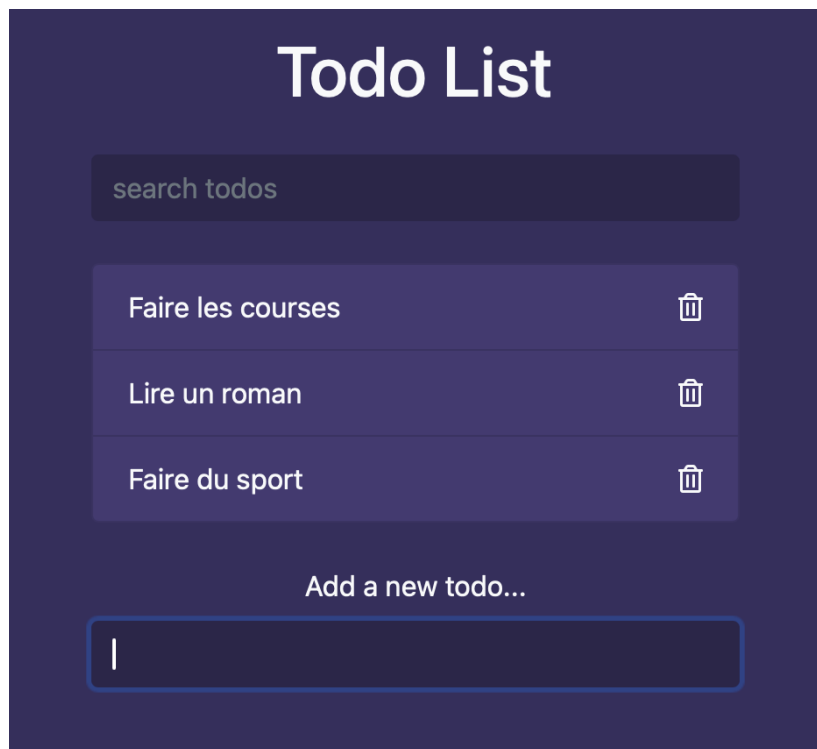 Todo List
search todos
Faire les courses
Lire un roman
Faire du sport
Add a new todo...